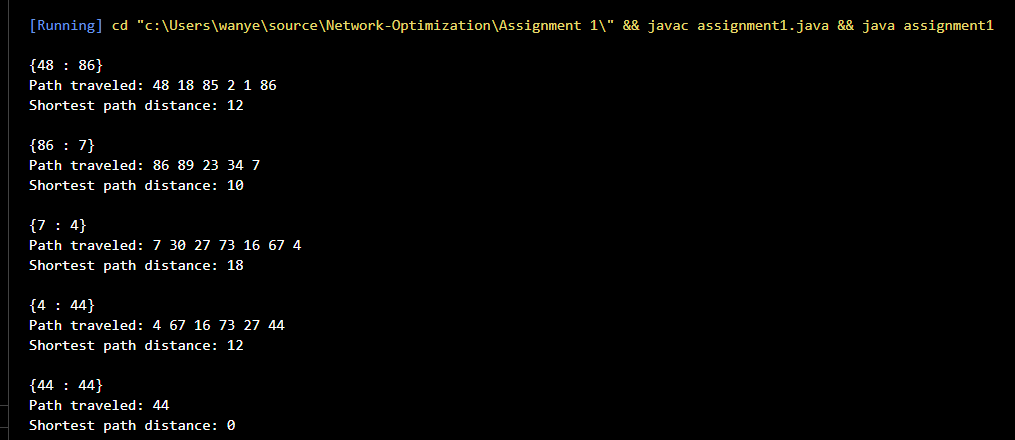 [Running] cd "c:\Users\wanye\source\Network-Optimization\Assignment 1\" && javac assignment1.java && java assignment1
{48 : 86}
Path traveled: 48 18 85 2 1 86
Shortest path distance: 12
{86 : 7}
Path traveled: 86 89 23 34 7
Shortest path distance: 10
{7 : 4}
Path traveled: 7 30 27 73 16 67 4
Shortest path distance: 18
{4 : 44}
Path traveled: 4 67 16 73 27 44
Shortest path distance: 12
{44 : 44}
Path traveled: 44
Shortest path distance: 0